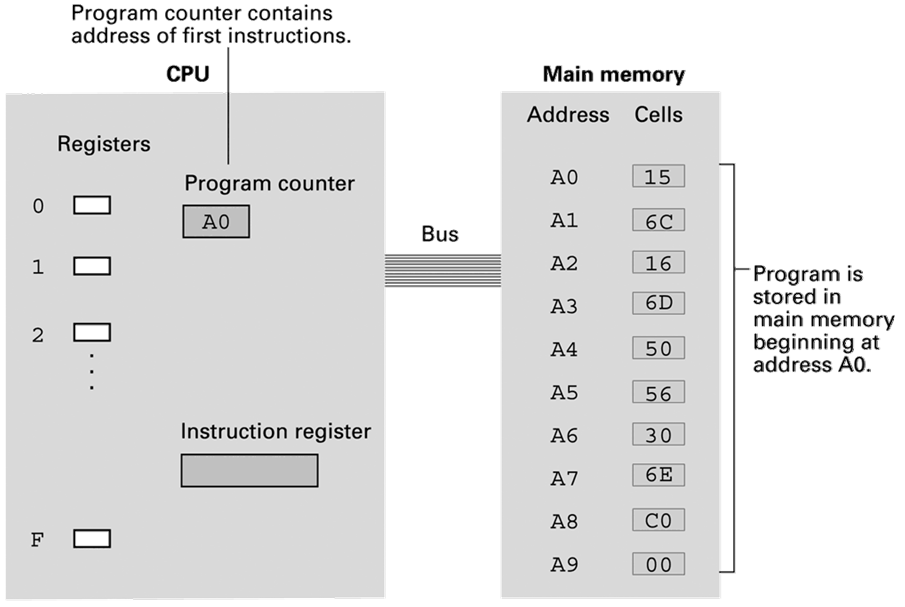 Program counter contains
address of first instructions.
CPU
Main memory
Registers
Address Cells
Program counter
0
A0
1
2
Instruction register
F
Bus
A0 15
A1 6C
A2 16
A3 6D
A4 50
A5 56
A6 30
A7 6E
A8 C0
A9 00
Program is
stored in
main memory
beginning at
address A0.